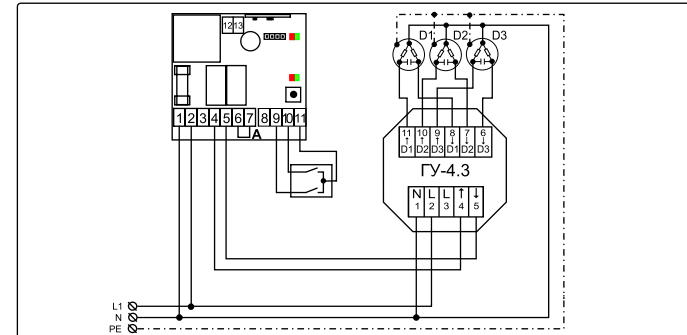 12 13
D1 D2 D3
1 2 3 4 5 6 7 8 9 10 11
A
11 10 9 8 7 6
↑ ↑ ↑ ↓ ↓ ↓
D1 D2 D3 D1 D2 D3
ГУ-4.3
N L L ↑ ↓
1 2 3 4 5
L1
N
PE